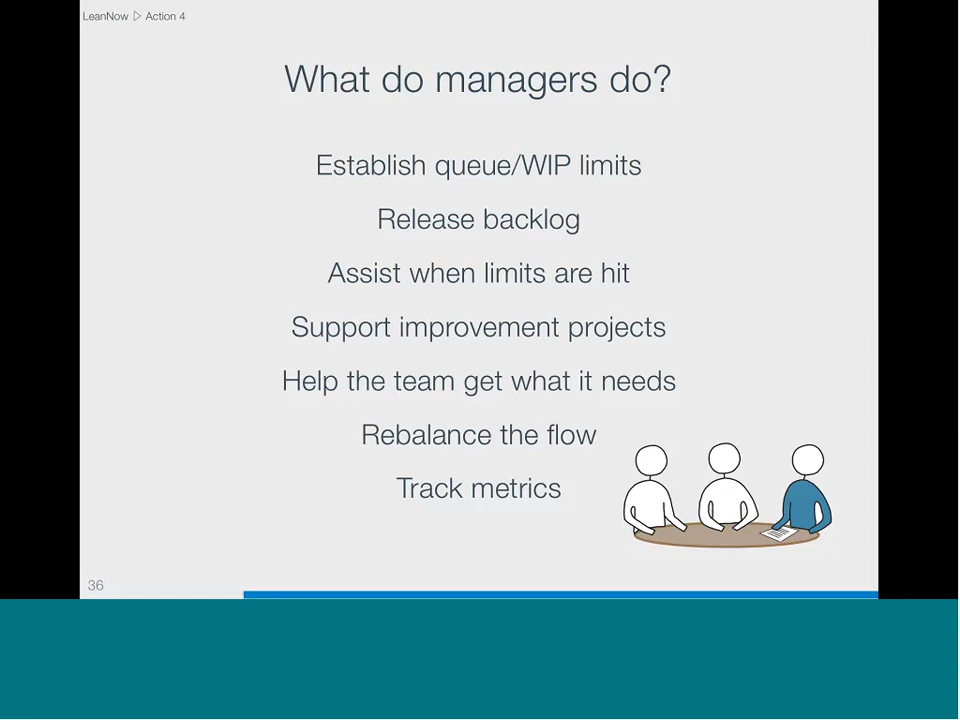 LeanNow ▷ Action 4
What do managers do?
Establish queue/WIP limits
Release backlog
Assist when limits are hit
Support improvement projects
Help the team get what it needs
Rebalance the flow
Track metrics
36